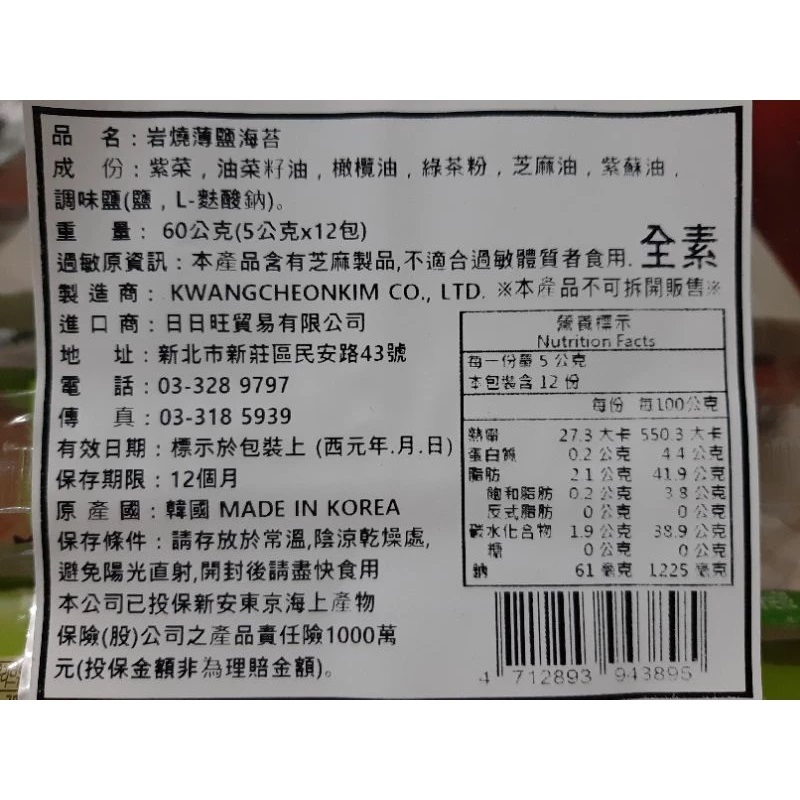 品　名：岩燒薄鹽海苔
成　份：紫菜，油菜籽油，橄欖油，綠茶粉，芝麻油，紫蘇油，
調味鹽(鹽，L-麩酸鈉)。
重　量：60公克(5公克x12包)
全素
過敏原資訊：本產品含有芝麻製品,不適合過敏體質者食用.
製造商：KWANGCHEONKIM CO., LTD. ※本產品不可拆開販售※
進口商：日日旺貿易有限公司
地　址：新北市新莊區民安路43號
電　話：03-328 9797
傳　真：03-318 5939
有效日期：標示於包裝上 (西元年.月.日)
保存期限：12個月
原產國：韓國 MADE IN KOREA
保存條件：請存放於常溫,陰涼乾燥處,
避免陽光直射,開封後請盡快食用
本公司已投保新安東京海上產物
保險(股)公司之產品責任險1000萬
元(投保金額非為理賠金額)。
營養標示
Nutrition Facts
每一份量 5 公克
本包裝含 12 份
每份 每100公克
熱量 27.3 大卡 550.3 大卡
蛋白質 0.2 公克 4.4 公克
脂肪 2.1 公克 41.9 公克
飽和脂肪 0.2 公克 3.8 公克
反式脂肪 0 公克 0 公克
碳水化合物 1.9 公克 38.9 公克
糖 0 公克 0 公克
鈉 61 毫克 1225 毫克
4 712893 943895